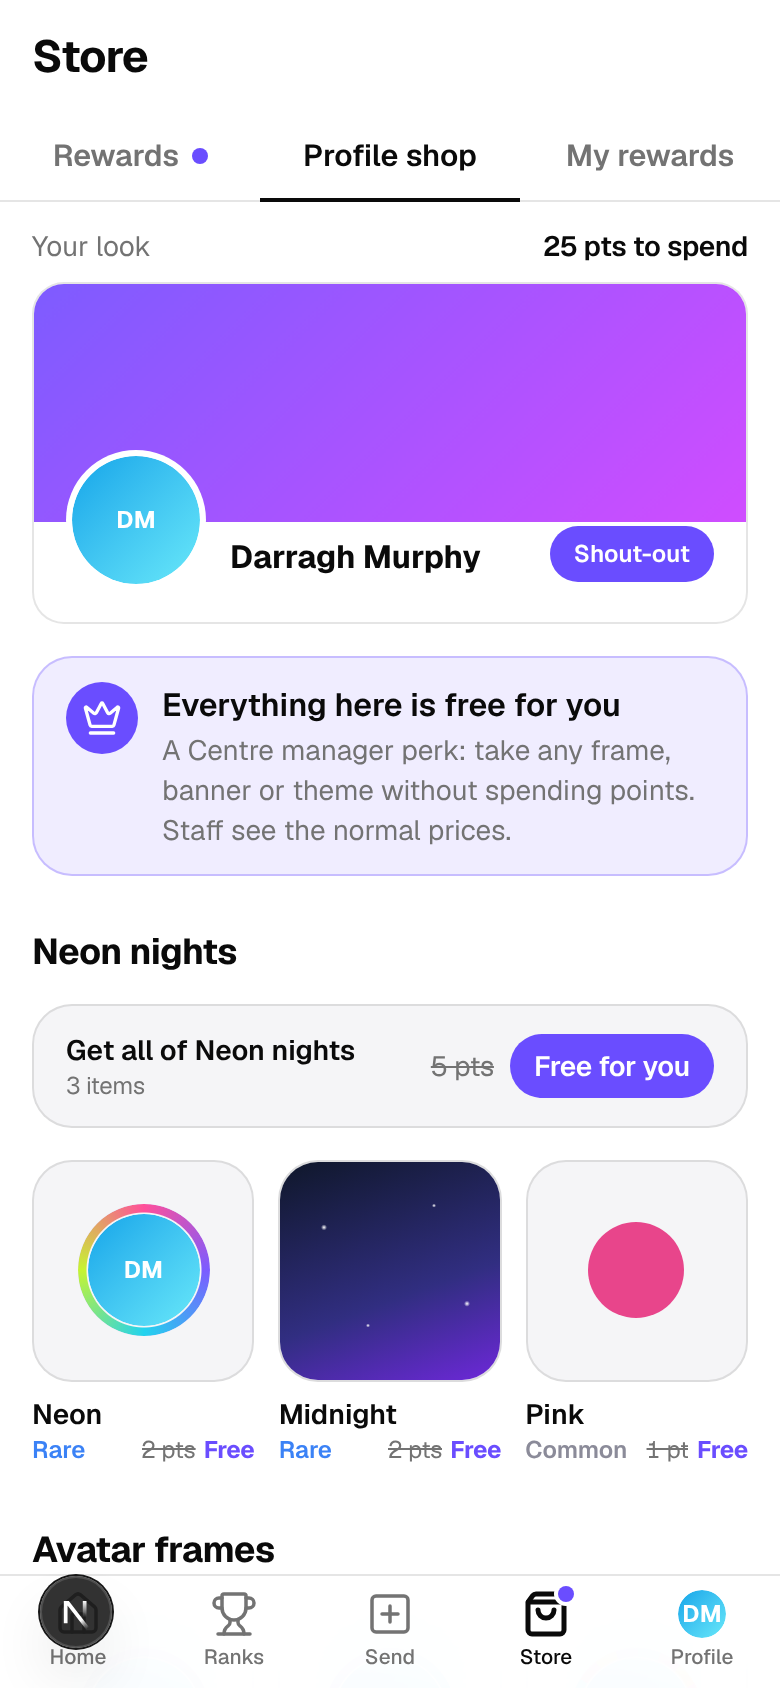 Store
Rewards
Profile shop
My rewards
Your look
25 pts to spend
DM
Darragh Murphy
Shout-out
Everything here is free for you
A Centre manager perk: take any frame,
banner or theme without spending points.
Staff see the normal prices.
Neon nights
Get all of Neon nights
3 items
5 pts
Free for you
DM
Neon
Rare
2 pts Free
Midnight
Rare
2 pts Free
Pink
Common
1 pt Free
Avatar frames
N
Home
Ranks
Send
Store
DM
Profile